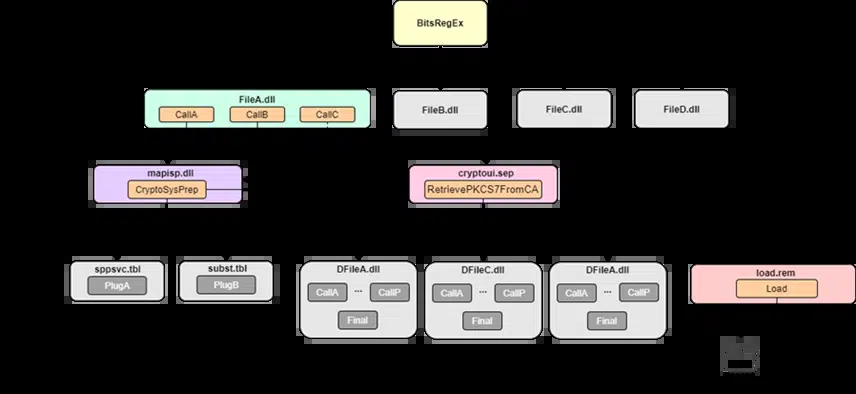 BitsRegEx
FileA.dll
CallA CallB CallC
FileB.dll
FileC.dll
FileD.dll
mapisp.dll
CryptoSysPrep
cryptoui.sep
RetrievePKCS7FromCA
sppsvc.tbl
PlugA
subst.tbl
PlugB
DFileA.dll
CallA ... CallP
Final
DFileC.dll
CallA ... CallP
Final
DFileA.dll
CallA ... CallP
Final
load.rem
Load